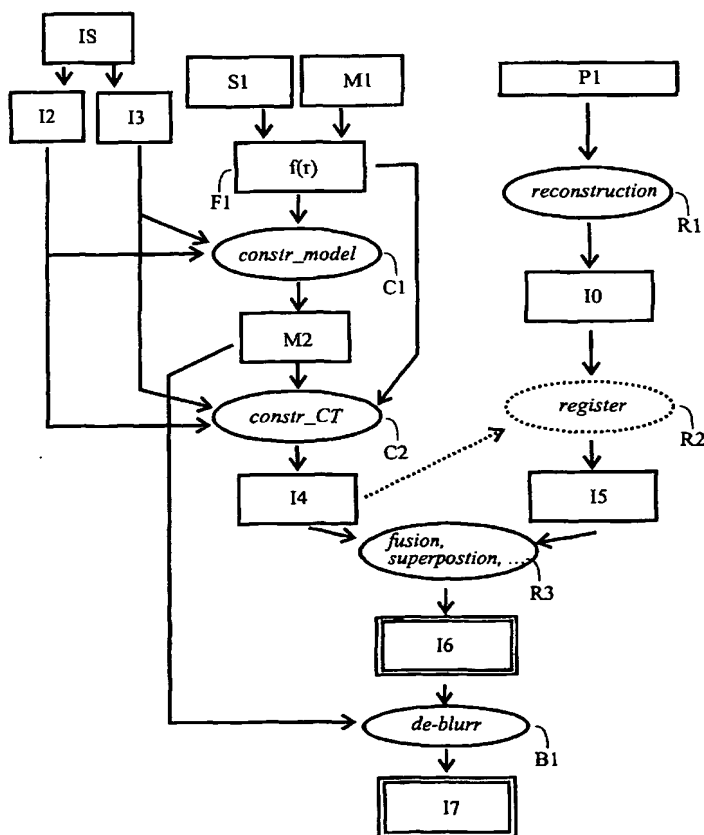 IS
S1
M1
P1
I2
I3
f(r)
F1
reconstruction
R1
constr_model
C1
I0
M2
register
R2
constr_CT
C2
I4
I5
fusion,
superpostion, ...
R3
I6
de-blurr
B1
I7